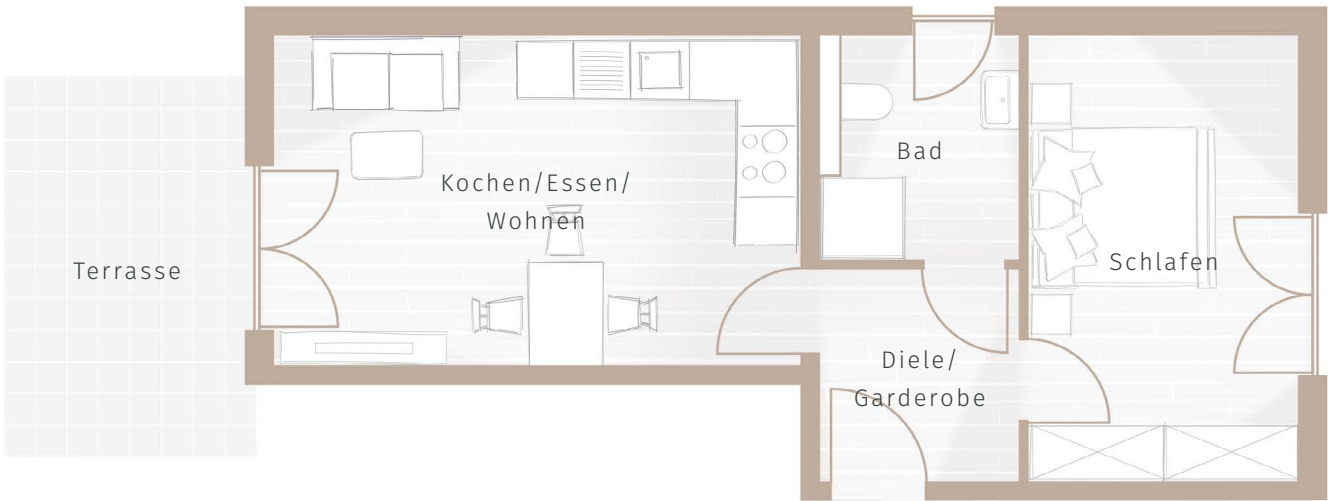 Kochen/Essen/
Wohnen
Bad
Terrasse
Schlafen
Diele/
Garderobe